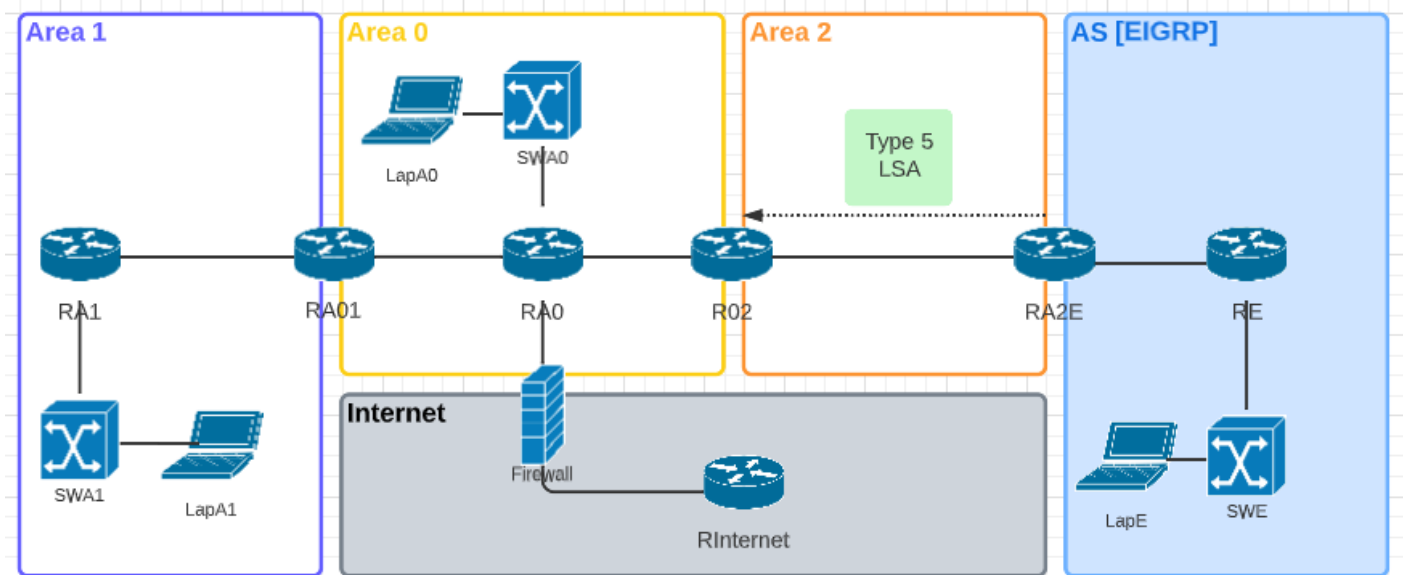 Area 1
Area 0
Area 2
AS [EIGRP]
LapA0
SWA0
Type 5
LSA
RA1
RA01
RA0
R02
RA2E
RE
Internet
Firewall
SWA1
LapA1
RInternet
LapE
SWE